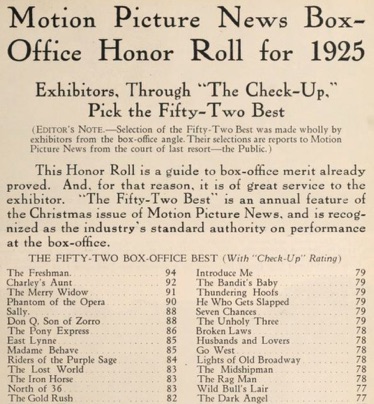 Motion Picture News Box-
Office Honor Roll for 1925
Exhibitors, Through "The Check-Up,"
Pick the Fifty-Two Best
(EDITOR'S NOTE.—Selection of the Fifty-Two Best was made wholly by
exhibitors from the box-office angle. Their selections are reports to Motion
Picture News from the court of last resort—the Public.)
This Honor Roll is a guide to box-office merit already
proved. And, for that reason, it is of great service to the
exhibitor. "The Fifty-Two Best" is an annual feature of
the Christmas issue of Motion Picture News, and is recog-
nized as the industry's standard authority on performance
at the box-office.
THE FIFTY-TWO BOX-OFFICE BEST (With "Check-Up" Rating)
The Freshman. 94
Charley's Aunt 92
The Merry Widow 91
Phantom of the Opera 90
Sally. 88
Don Q. Son of Zorro 88
The Pony Express 86
East Lynne 85
Madame Behave 85
Riders of the Purple Sage 84
The Lost World 83
The Iron Horse 83
North of 36 83
The Gold Rush 82
Introduce Me 79
The Bandit's Baby 79
Thundering Hoofs 79
He Who Gets Slapped 79
Seven Chances 79
The Unholy Three 79
Broken Laws 78
Husbands and Lovers 78
Go West 78
Lights of Old Broadway 78
The Midshipman 78
The Rag Man 78
Wild Bull's Lair 77
The Dark Angel 77